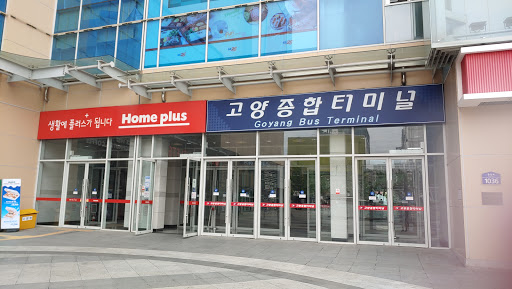 생활에 플러스가 됩니다 Home plus
고양종합터미널
Goyang Bus Terminal
1036